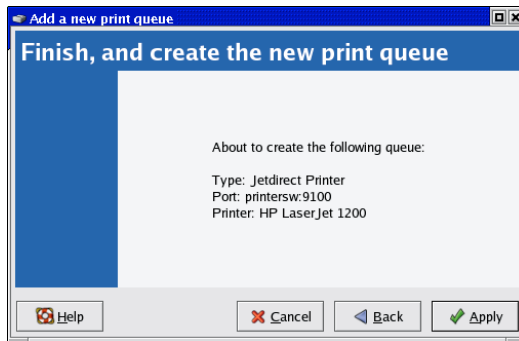 Add a new print queue
Finish, and create the new print queue
About to create the following queue:
Type: Jetdirect Printer
Port: printersw:9100
Printer: HP LaserJet 1200
Help
Cancel
Back
Apply